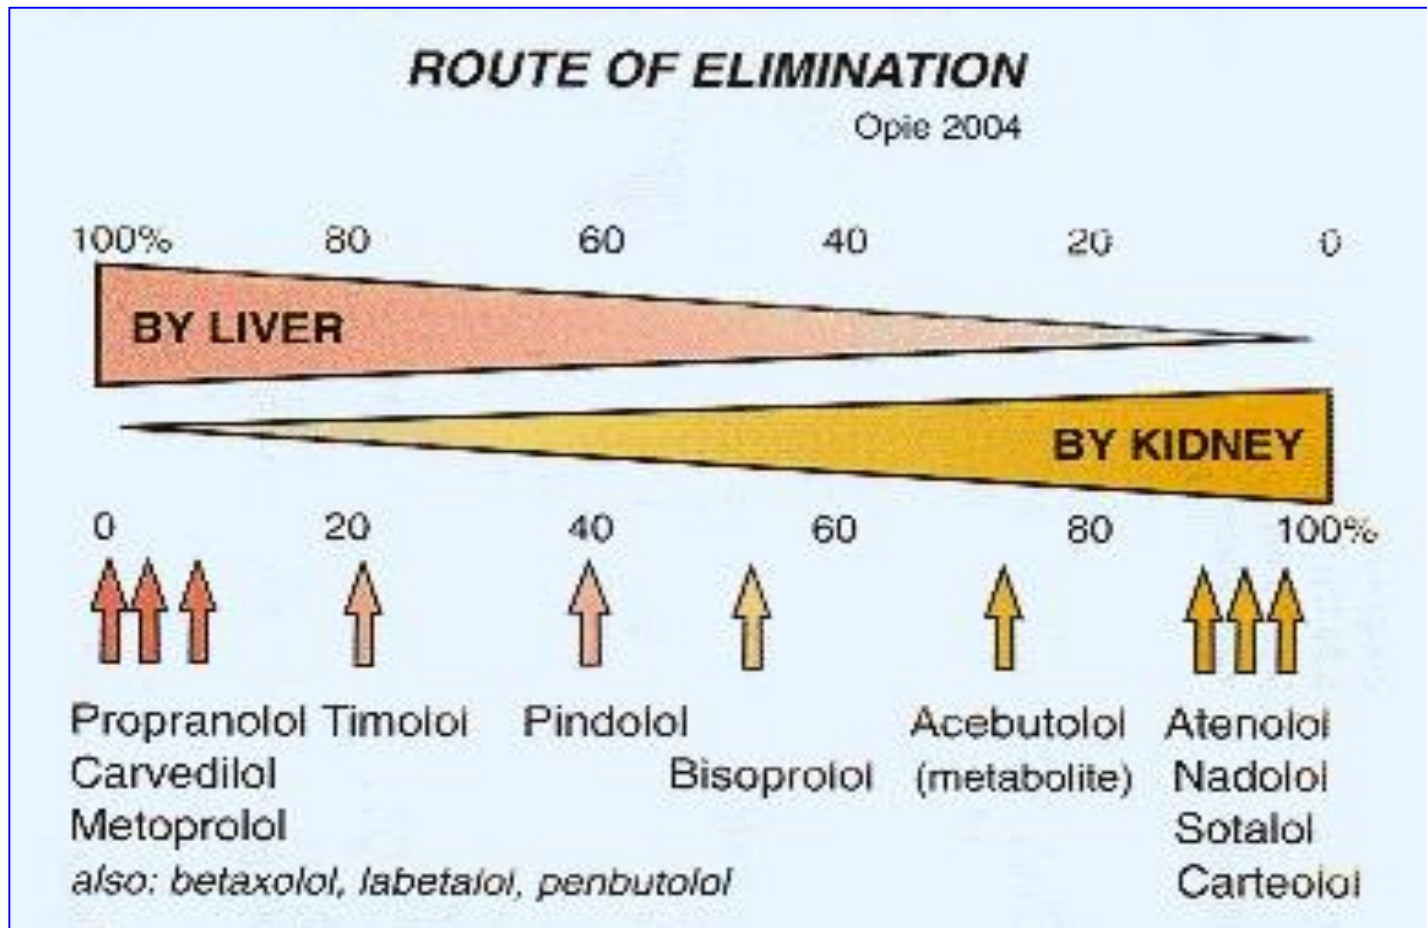 ROUTE OF ELIMINATION
Opie 2004
100% 80 60 40 20 0
BY LIVER
BY KIDNEY
0 20 40 60 80 100%
Propranolol Timolol Pindolol Acebutolol Atenolol
Carvedilol Bisoprolol (metabolite) Nadolol
Metoprolol Sotalol
also: betaxolol, labetalol, penbutolol Carteolol